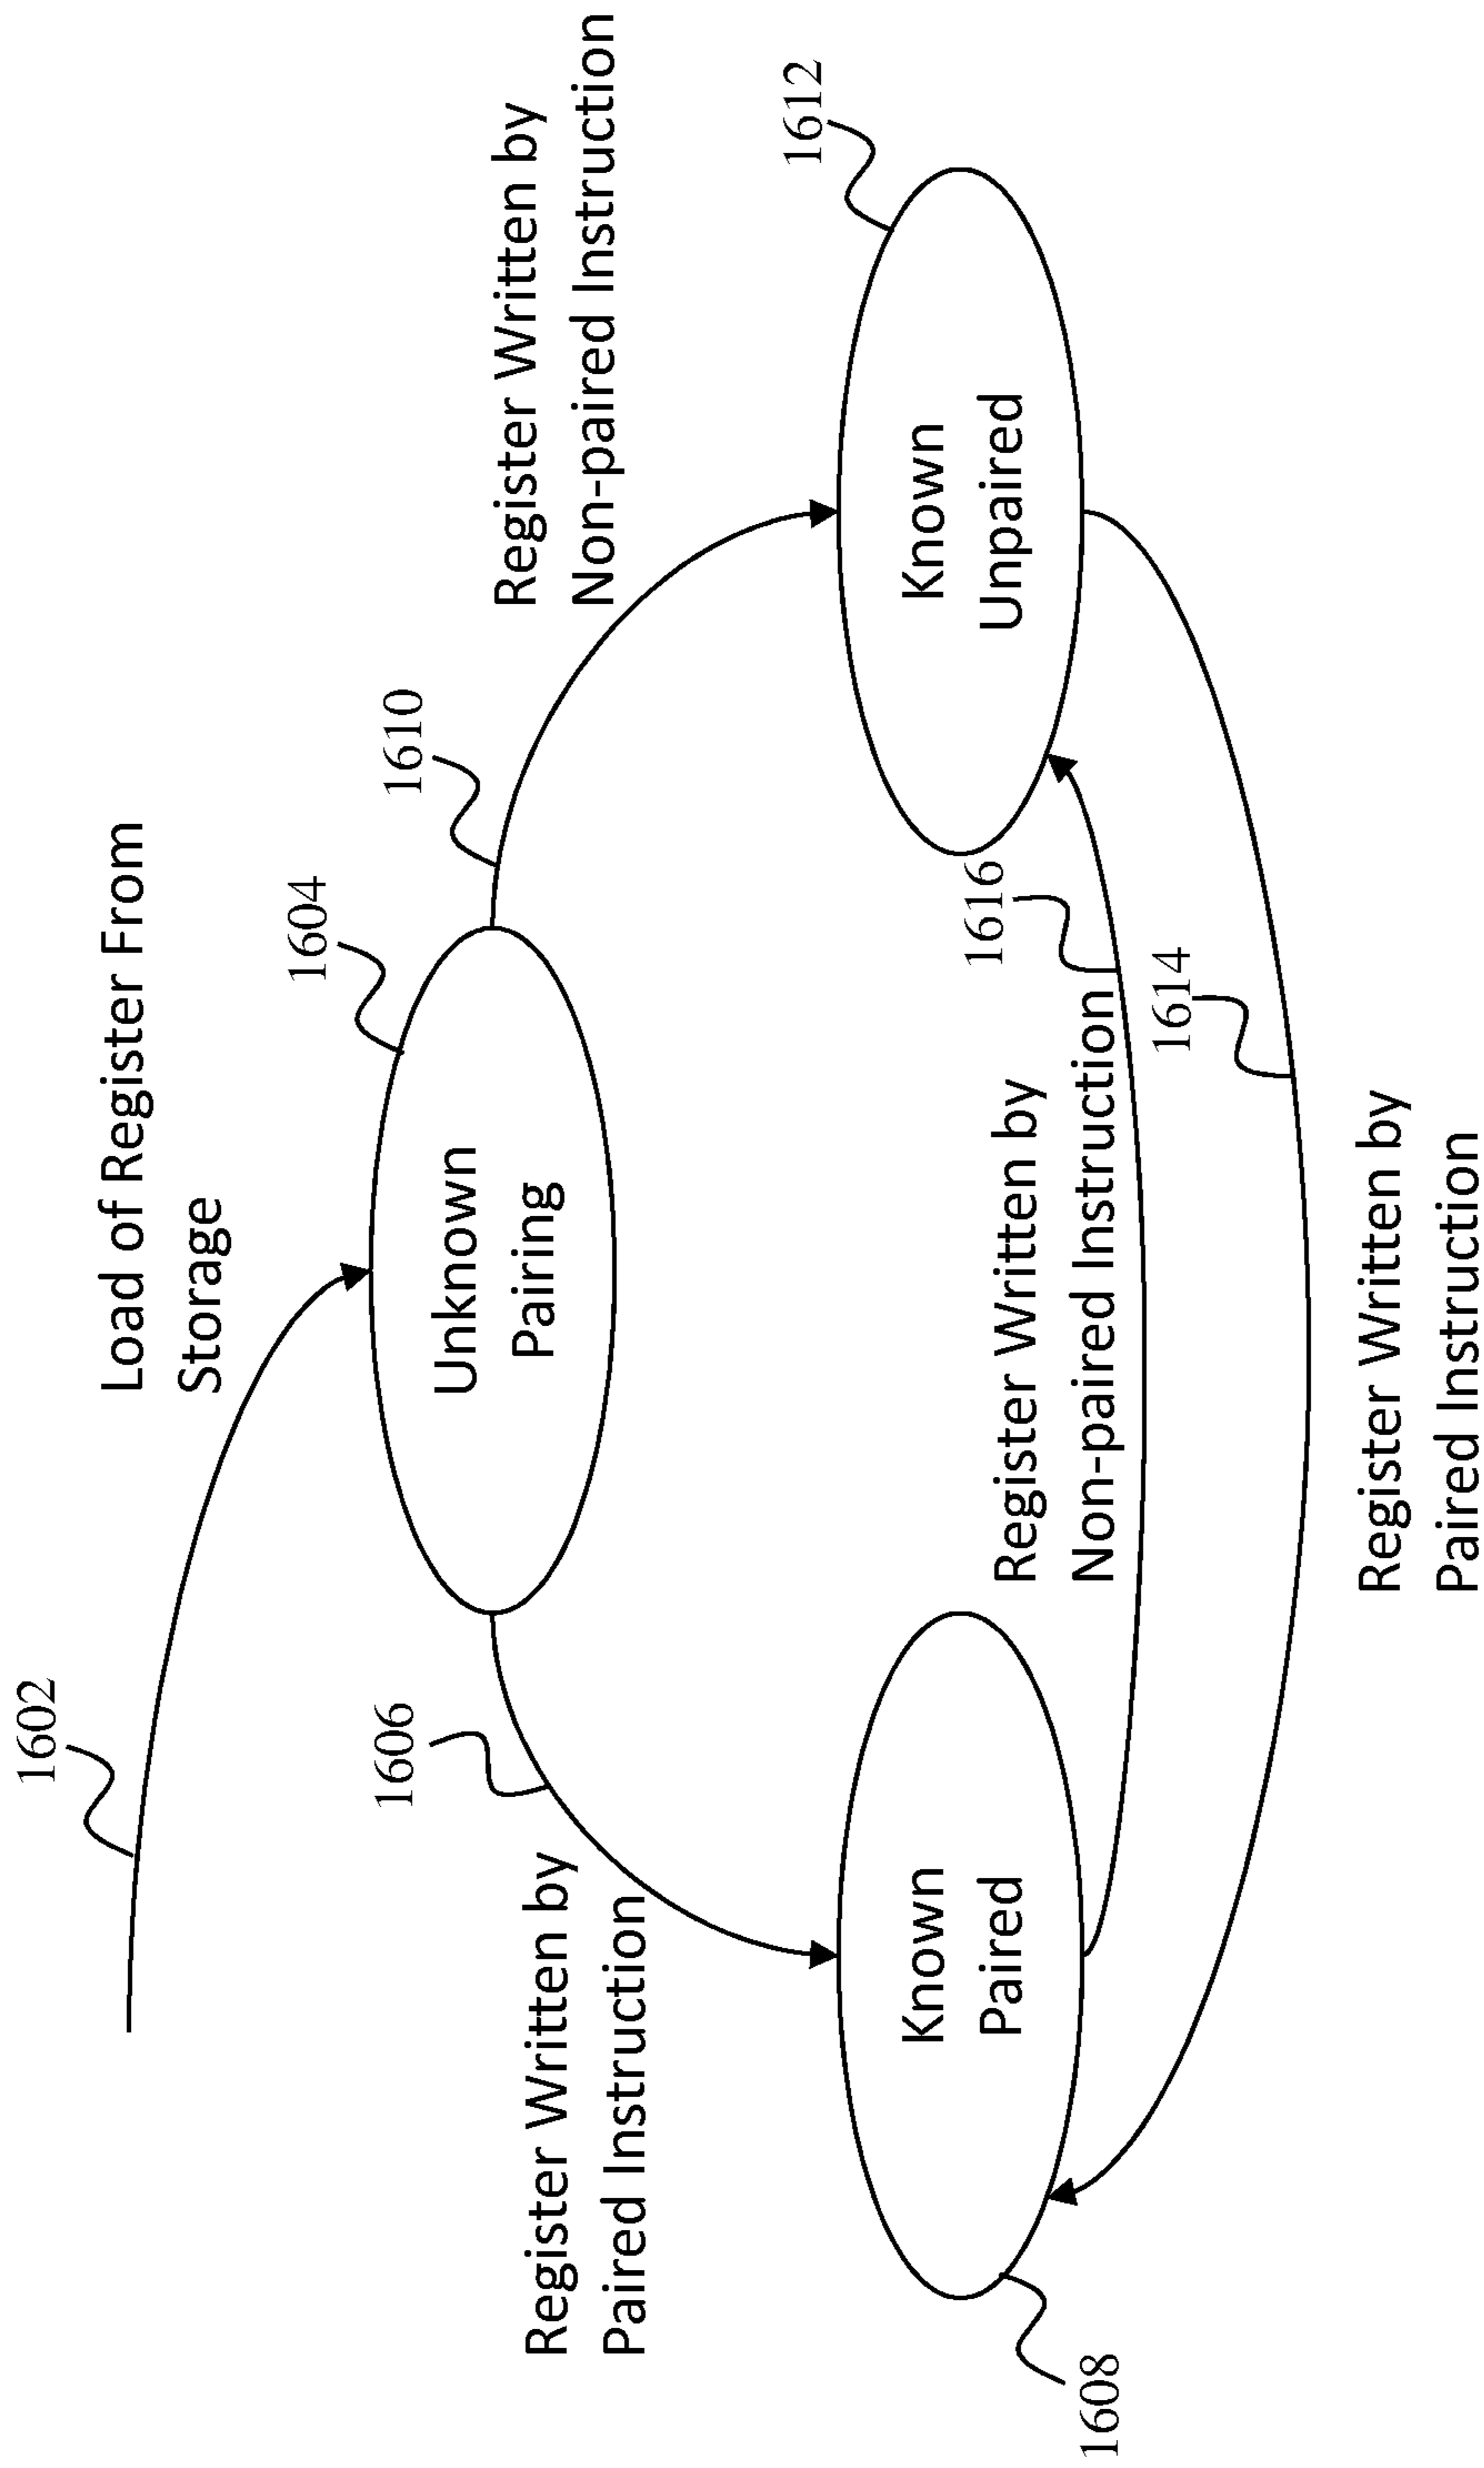 1602
Load of Register From
Storage
1604
Unknown
Pairing
1606
Register Written by
Paired Instruction
1610
Register Written by
Non-paired Instruction
1608
Known
Paired
1612
Known
Unpaired
Register Written by
Non-paired Instruction
1616
1614
Register Written by
Paired Instruction